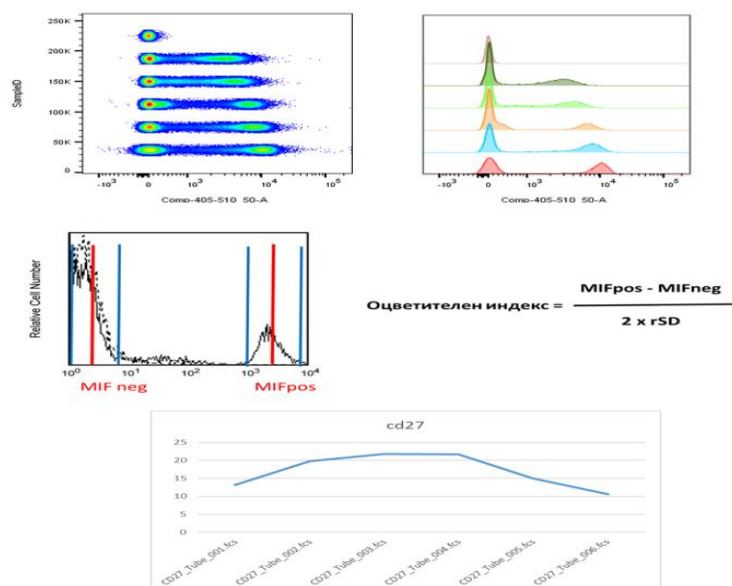 250K
200K
150K
100K
50K
0
SampleID
-10³ 0 10³ 10⁴ 10⁵
Comp-405-510_50-A
-10³ 0 10³ 10⁴ 10⁵
Comp-405-510_50-A
Relative Cell Number
10⁰ 10¹ 10² 10³ 10⁴
MIF neg MIFpos
Оцветителен индекс =
MIFpos - MIFneg
2 x rSD
cd27
25
20
15
10
5
0
CD27_Tube_001.fcs
CD27_Tube_002.fcs
CD27_Tube_003.fcs
CD27_Tube_004.fcs
CD27_Tube_005.fcs
CD27_Tube_006.fcs